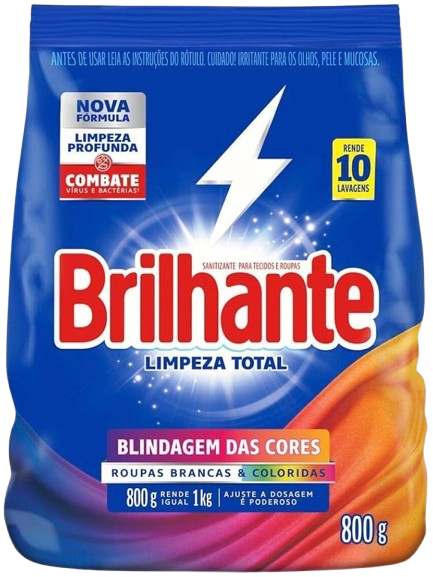 ANTES DE USAR LEIA AS INSTRUÇÕES DO RÓTULO. CUIDADO! IRRITANTE PARA OS OLHOS, PELE E MUCOSAS.
NOVA
FÓRMULA
LIMPEZA
PROFUNDA
COMBATE
VÍRUS E BACTÉRIAS¹
RENDE
10
LAVAGENS
SANITIZANTE PARA TECIDOS E ROUPAS
Brilhante
LIMPEZA TOTAL
BLINDAGEM DAS CORES
ROUPAS BRANCAS & COLORIDAS
800g RENDE IGUAL 1kg | AJUSTE A DOSAGEM É PODEROSO
800g